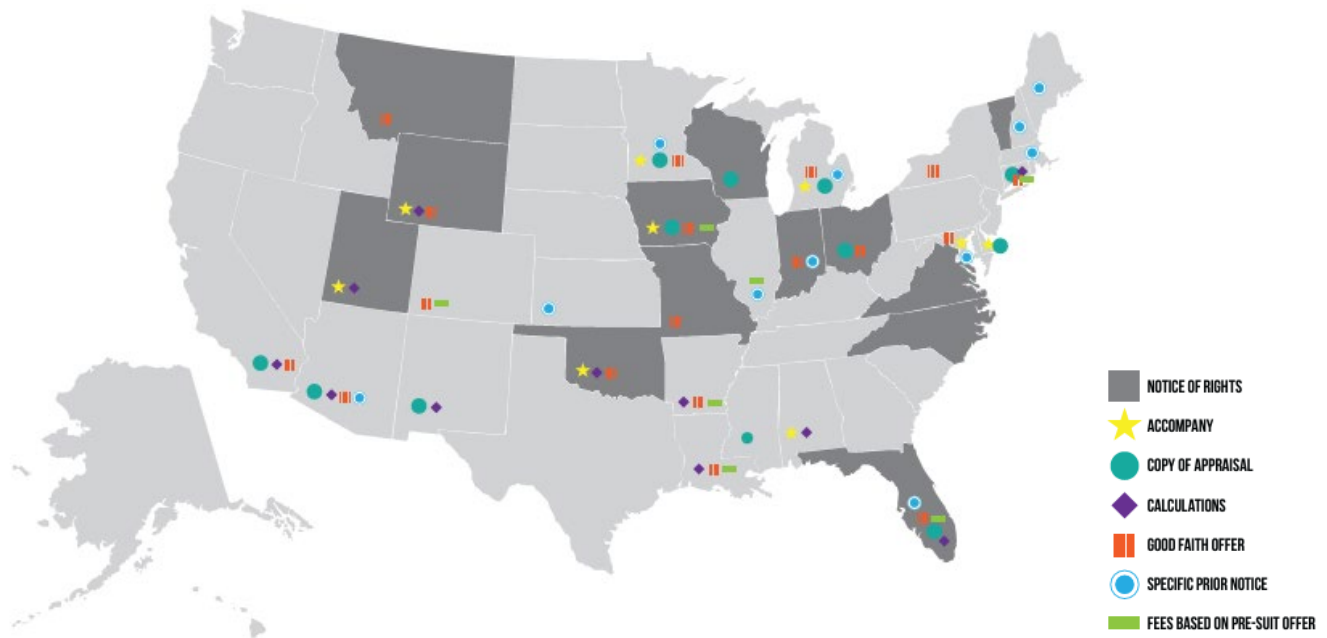 NOTICE OF RIGHTS
ACCOMPANY
COPY OF APPRAISAL
CALCULATIONS
GOOD FAITH OFFER
SPECIFIC PRIOR NOTICE
FEES BASED ON PRE-SUIT OFFER